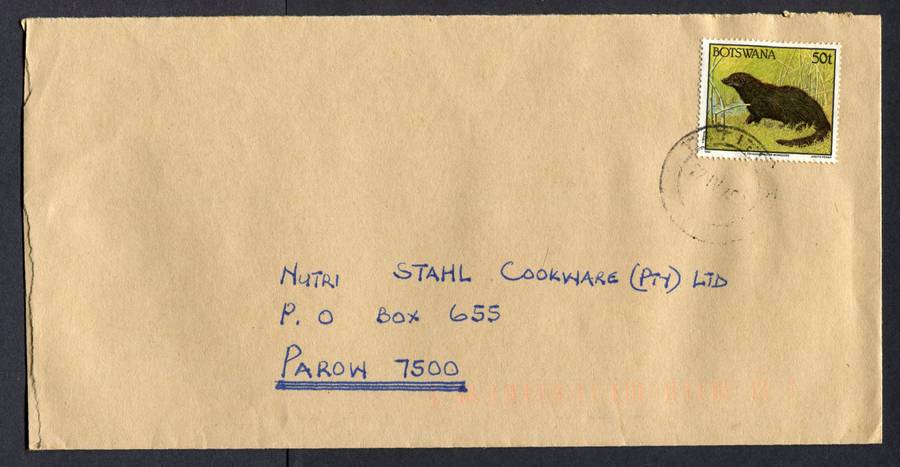 BOTSWANA 50t
NUTRI STAHL COOKWARE (PTY) LTD
P. O BOX 655
PAROW 7500